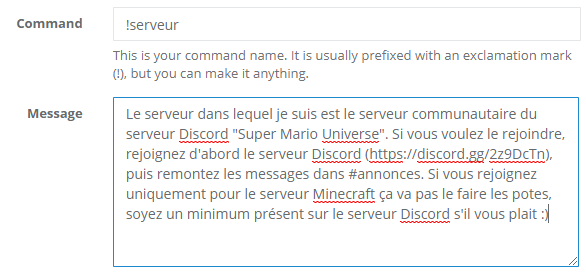 Command
!serveur
This is your command name. It is usually prefixed with an exclamation mark
(!), but you can make it anything.
Message
Le serveur dans lequel je suis est le serveur communautaire du
serveur Discord "Super Mario Universe". Si vous voulez le rejoindre,
rejoignez d'abord le serveur Discord (https://discord.gg/2z9DcTn),
puis remontez les messages dans #annonces. Si vous rejoignez
uniquement pour le serveur Minecraft ça va pas le faire les potes,
soyez un minimum présent sur le serveur Discord s'il vous plait :)